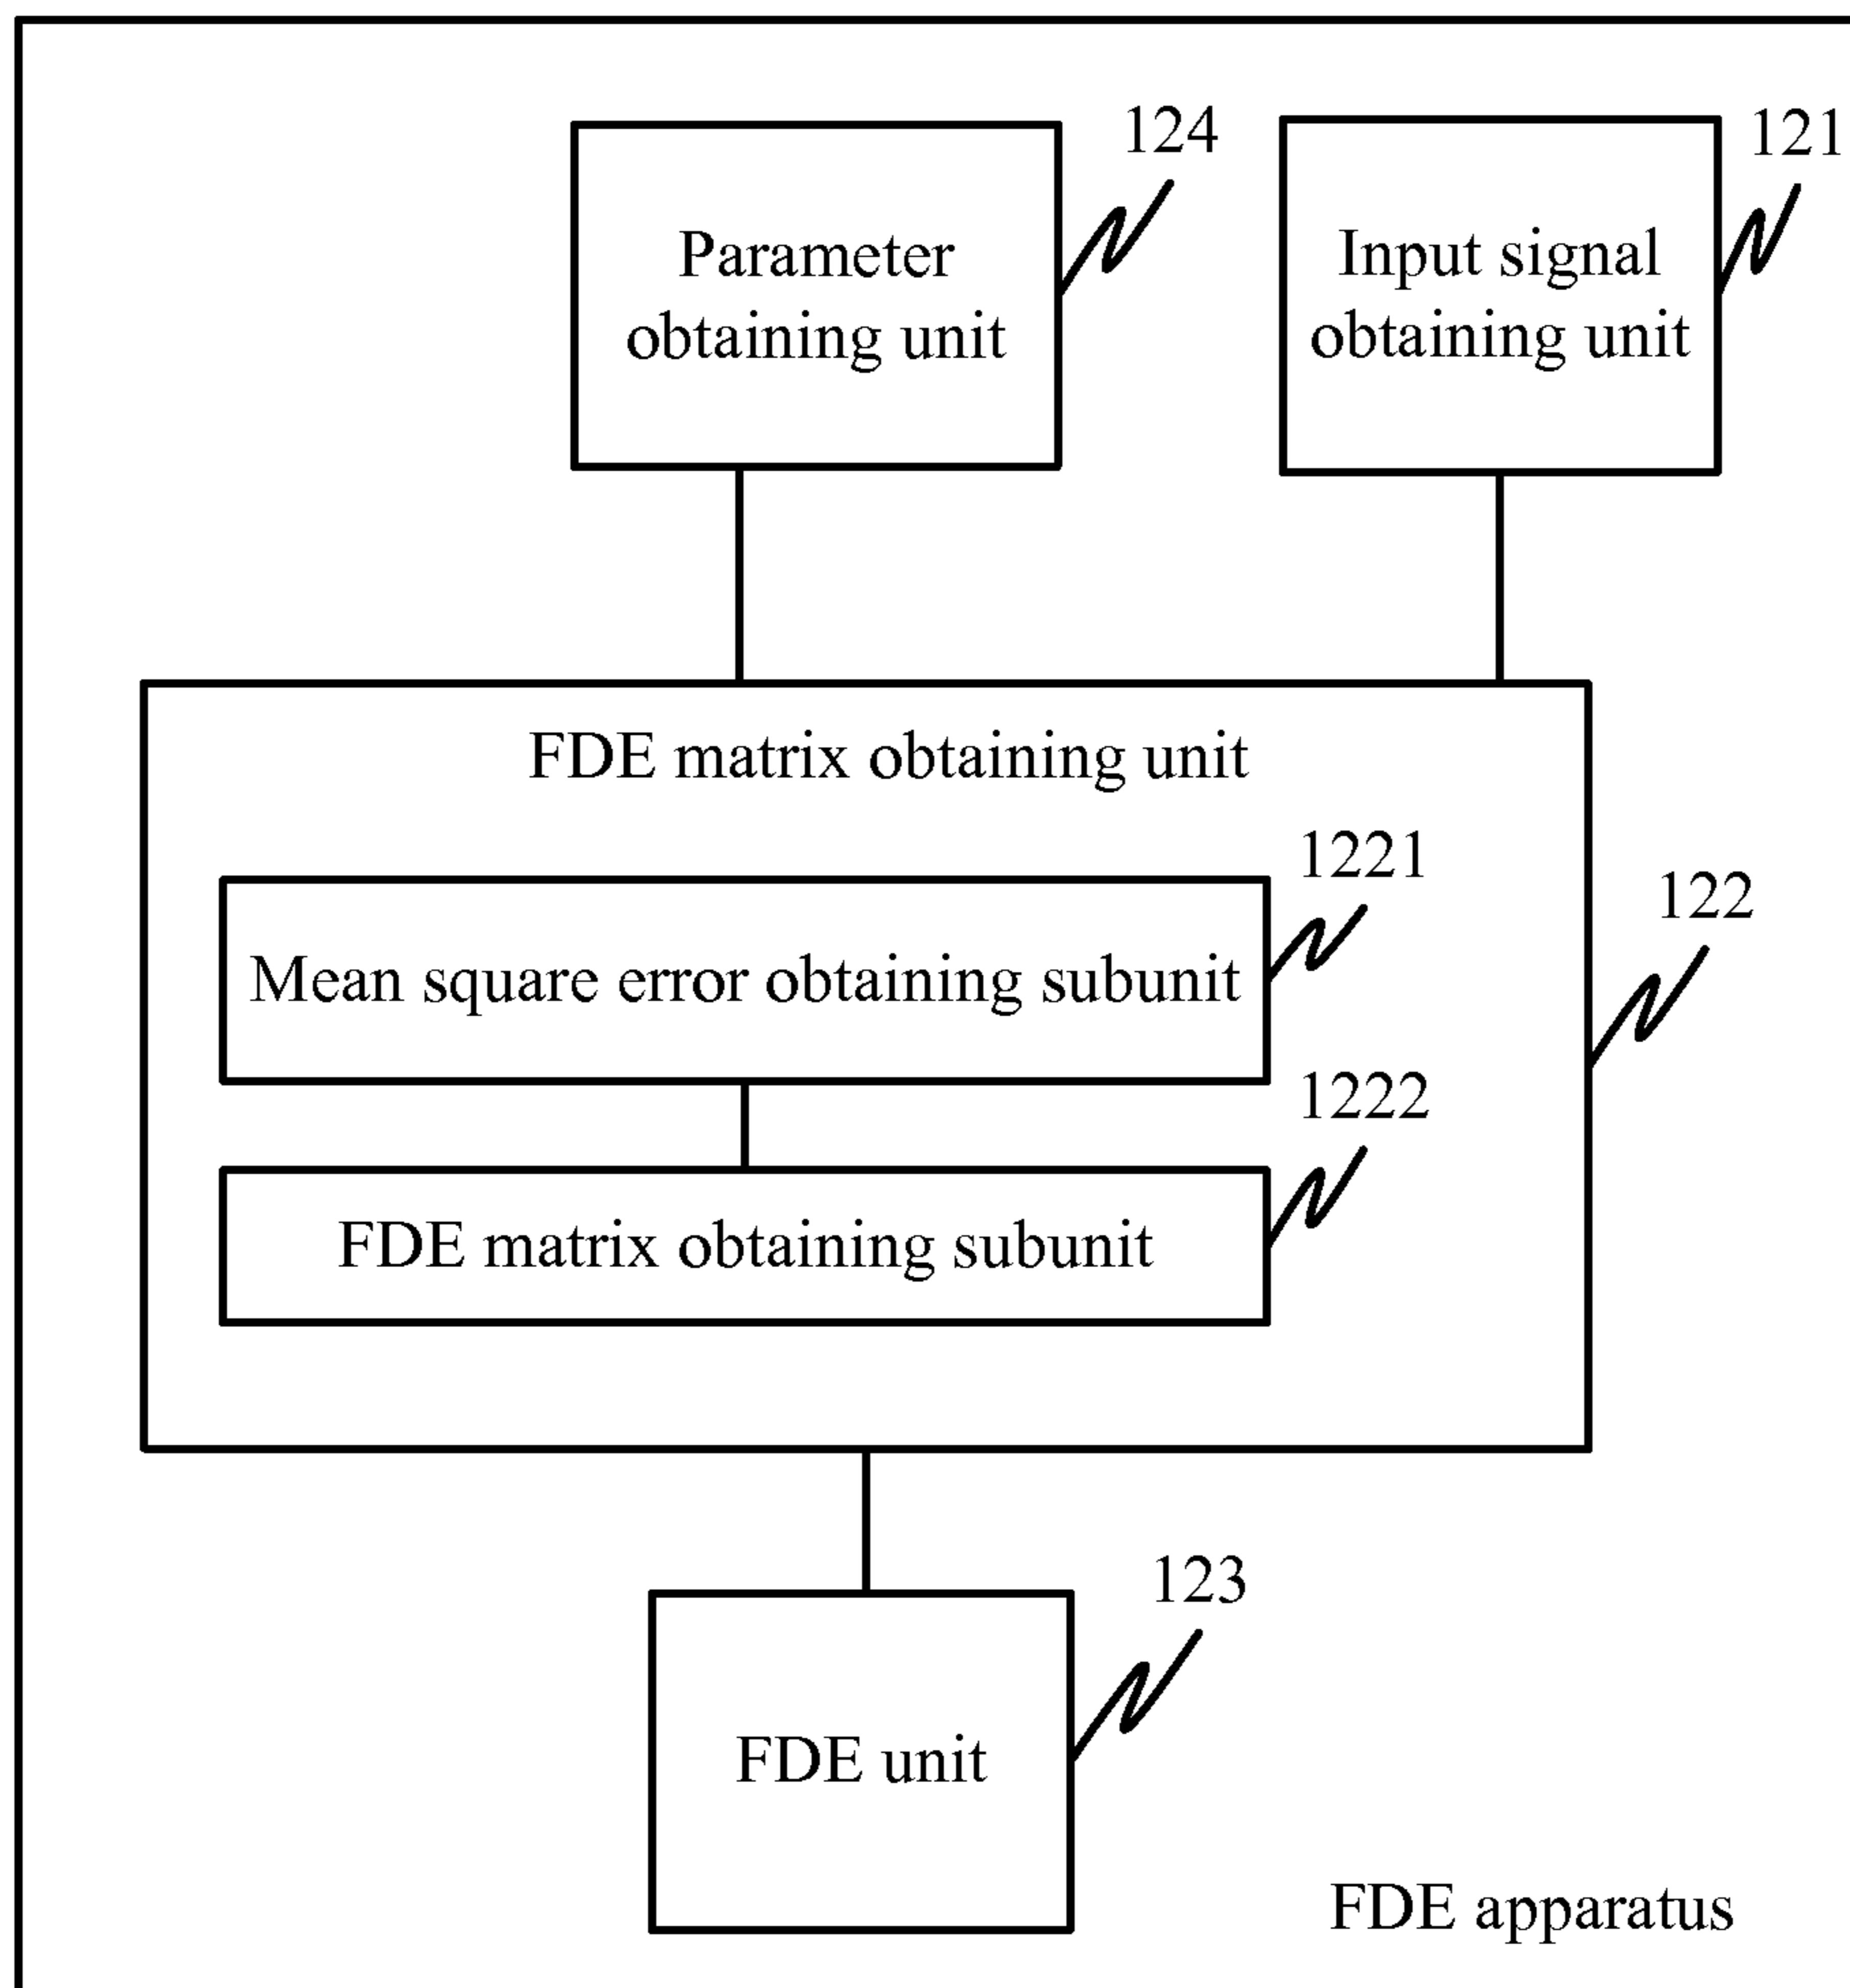 124
121
Parameter
obtaining unit
Input signal
obtaining unit
FDE matrix obtaining unit
1221
122
Mean square error obtaining subunit
1222
FDE matrix obtaining subunit
123
FDE unit
FDE apparatus